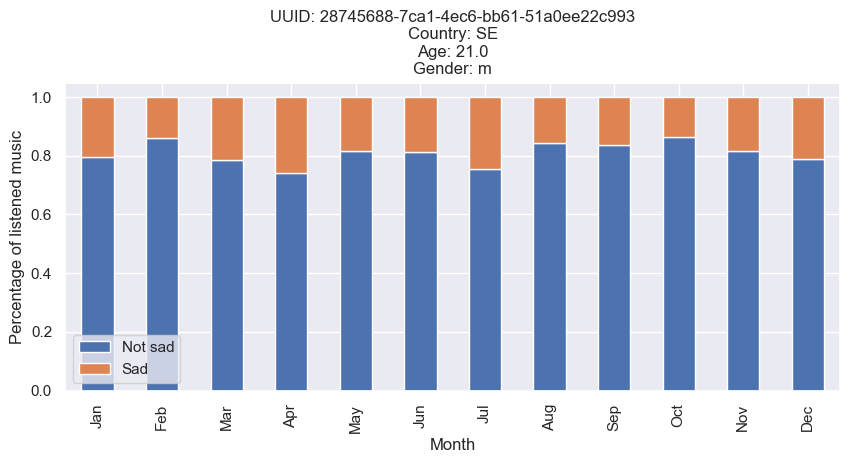 UUID: 28745688-7ca1-4ec6-bb61-51a0ee22c993
Country: SE
Age: 21.0
Gender: m
Percentage of listened music
1.0
0.8
0.6
0.4
0.2
0.0
Not sad
Sad
Jan Feb Mar Apr May Jun Jul Aug Sep Oct Nov Dec
Month